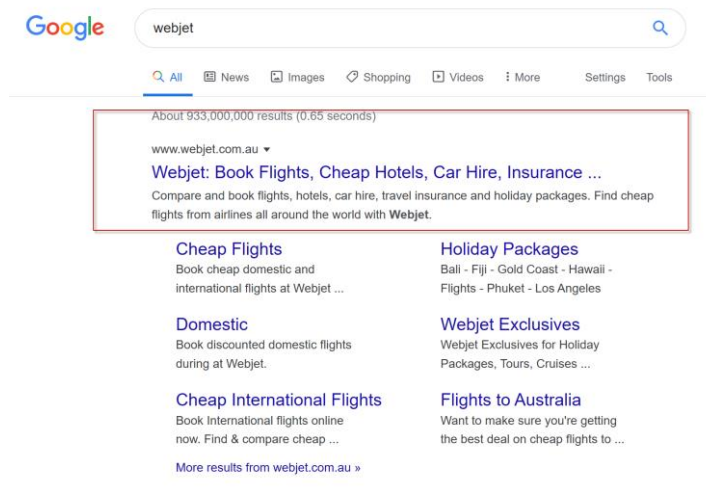 Google
webjet
All News Images Shopping Videos More Settings Tools
About 933,000,000 results (0.65 seconds)
www.webjet.com.au
Webjet: Book Flights, Cheap Hotels, Car Hire, Insurance ...
Compare and book flights, hotels, car hire, travel insurance and holiday packages. Find cheap
flights from airlines all around the world with Webjet.
Cheap Flights
Book cheap domestic and
international flights at Webjet ...
Holiday Packages
Bali - Fiji - Gold Coast - Hawaii -
Flights - Phuket - Los Angeles
Domestic
Book discounted domestic flights
during at Webjet.
Webjet Exclusives
Webjet Exclusives for Holiday
Packages, Tours, Cruises ...
Cheap International Flights
Book International flights online
now. Find & compare cheap ...
Flights to Australia
Want to make sure you're getting
the best deal on cheap flights to ...
More results from webjet.com.au »